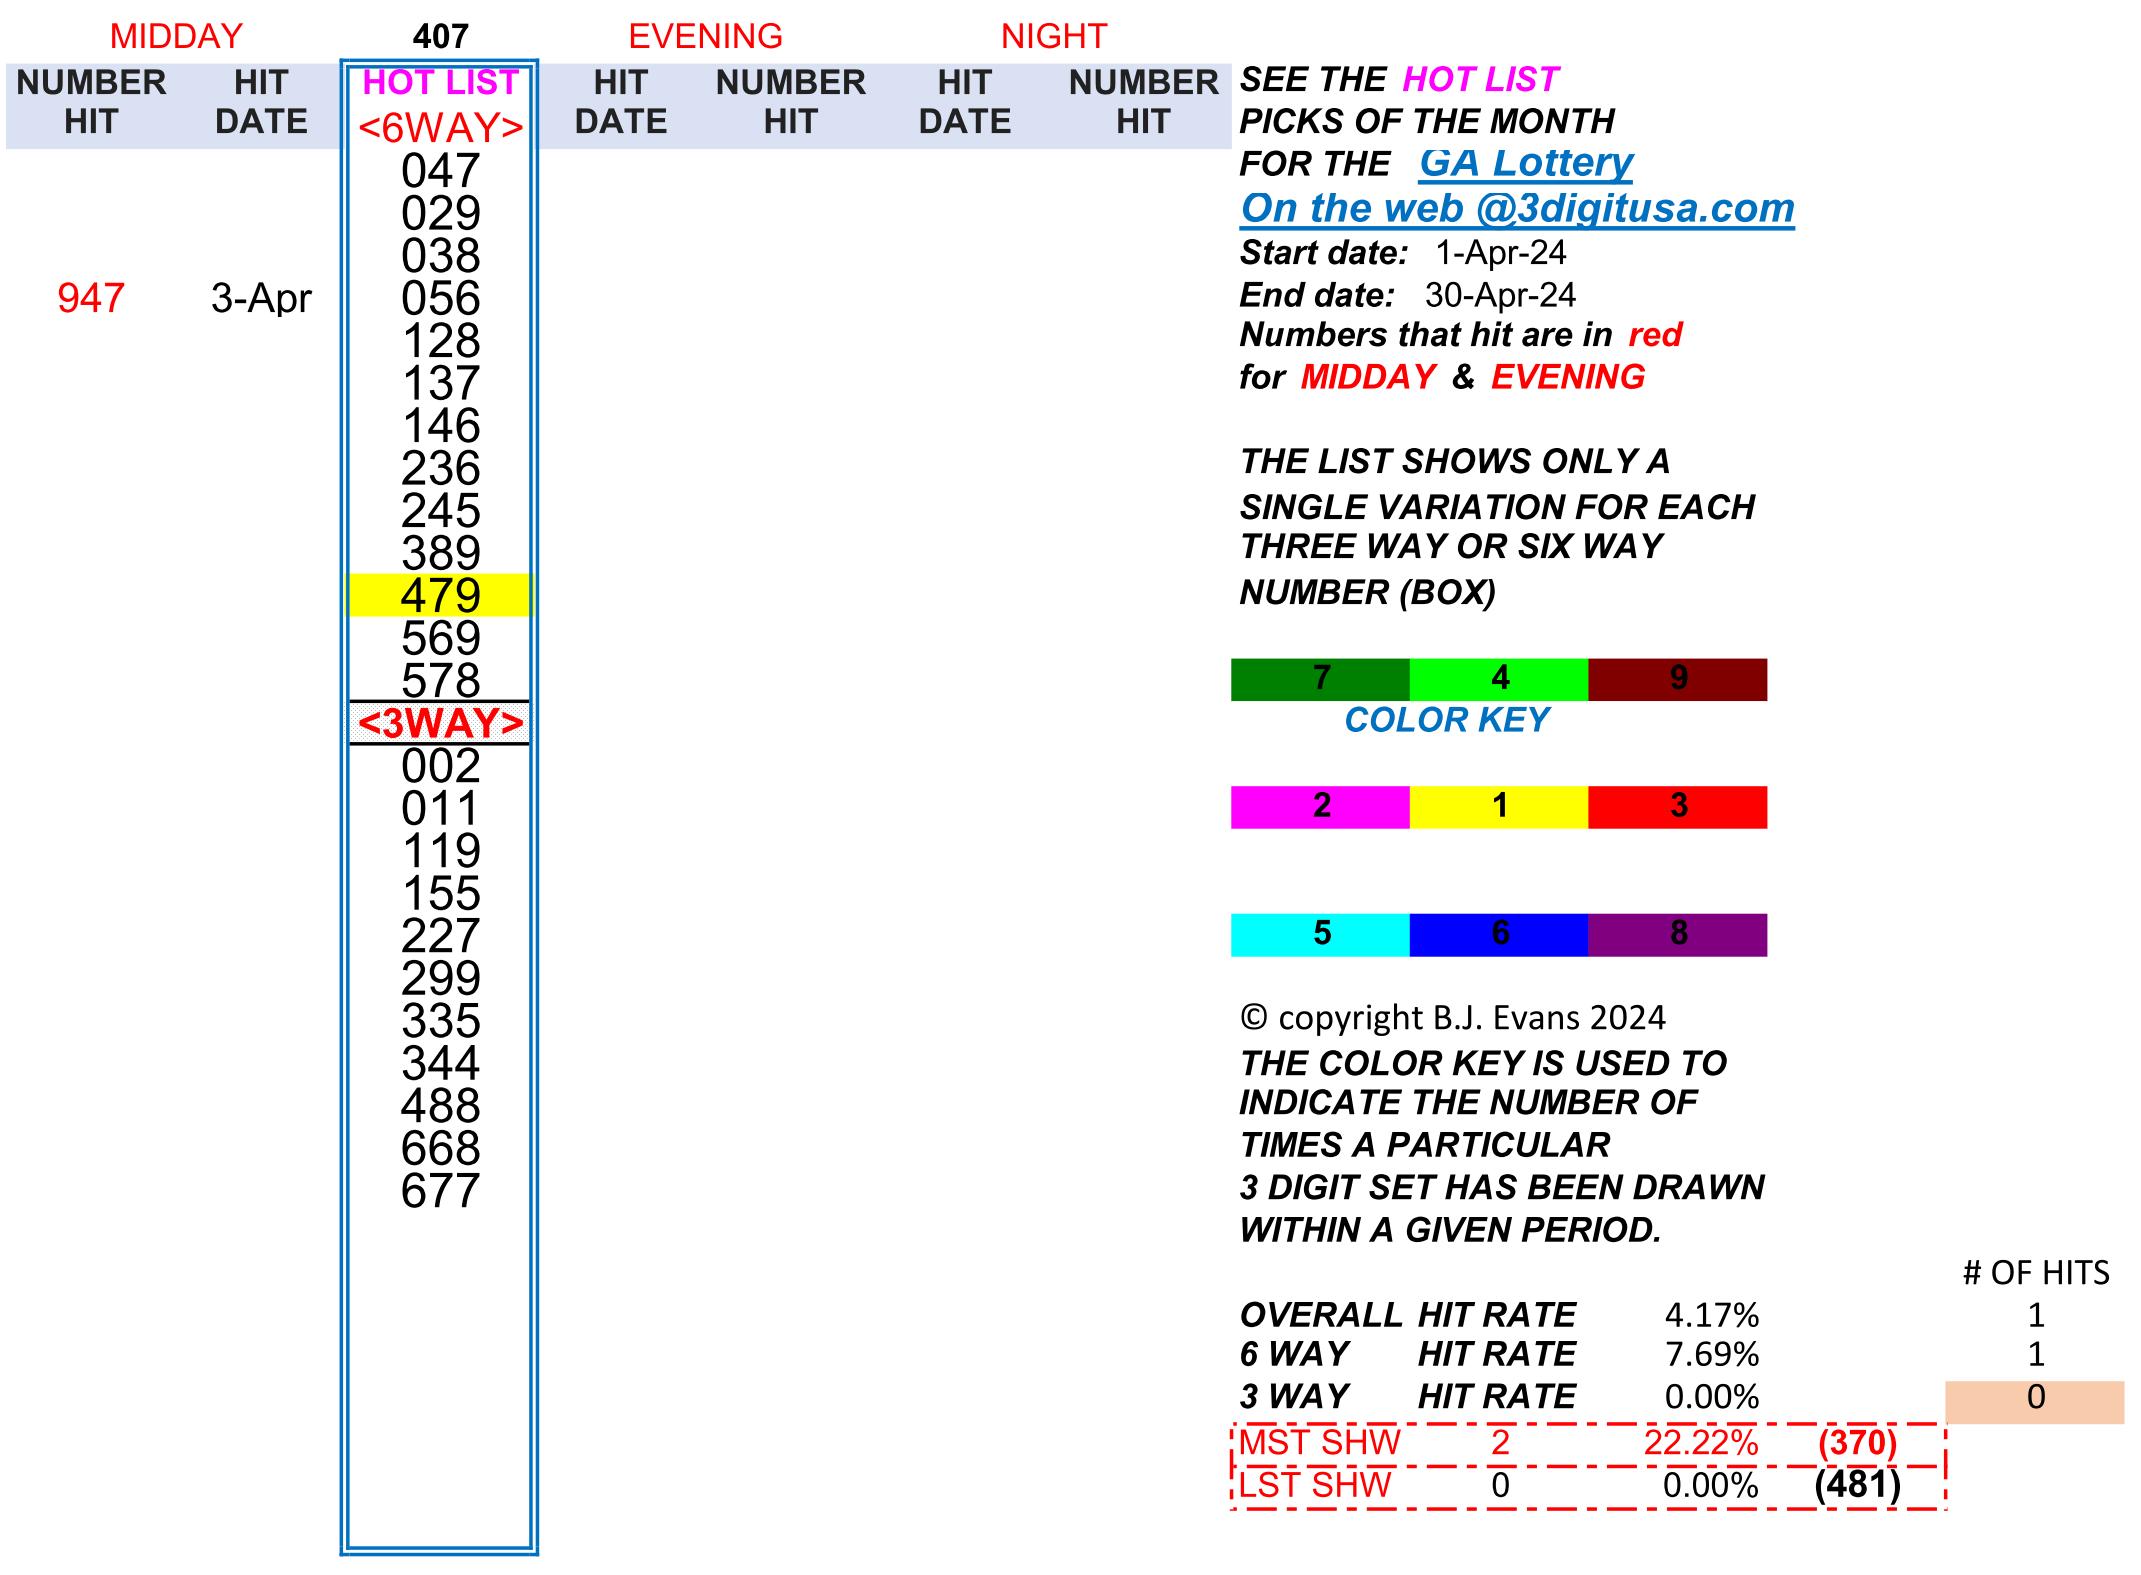 MIDDAY 407 EVENING NIGHT
NUMBER HIT HOT LIST HIT NUMBER HIT NUMBER
HIT DATE <6WAY> DATE HIT DATE HIT
SEE THE HOT LIST
PICKS OF THE MONTH
047
FOR THE GA Lottery
029
On the web @3digitusa.com
038
Start date: 1-Apr-24
947 3-Apr 056
End date: 30-Apr-24
128
Numbers that hit are in red
137
for MIDDAY & EVENING
146
236
THE LIST SHOWS ONLY A
245
SINGLE VARIATION FOR EACH
389
THREE WAY OR SIX WAY
479
NUMBER (BOX)
569
578
7 4 9
<3WAY>
COLOR KEY
002
011
2 1 3
119
155
227
5 6 8
299
335
© copyright B.J. Evans 2024
344
THE COLOR KEY IS USED TO
488
INDICATE THE NUMBER OF
668
TIMES A PARTICULAR
677
3 DIGIT SET HAS BEEN DRAWN
WITHIN A GIVEN PERIOD.
# OF HITS
OVERALL HIT RATE 4.17% 1
6 WAY HIT RATE 7.69% 1
3 WAY HIT RATE 0.00% 0
MST SHW 2 22.22% (370)
LST SHW 0 0.00% (481)